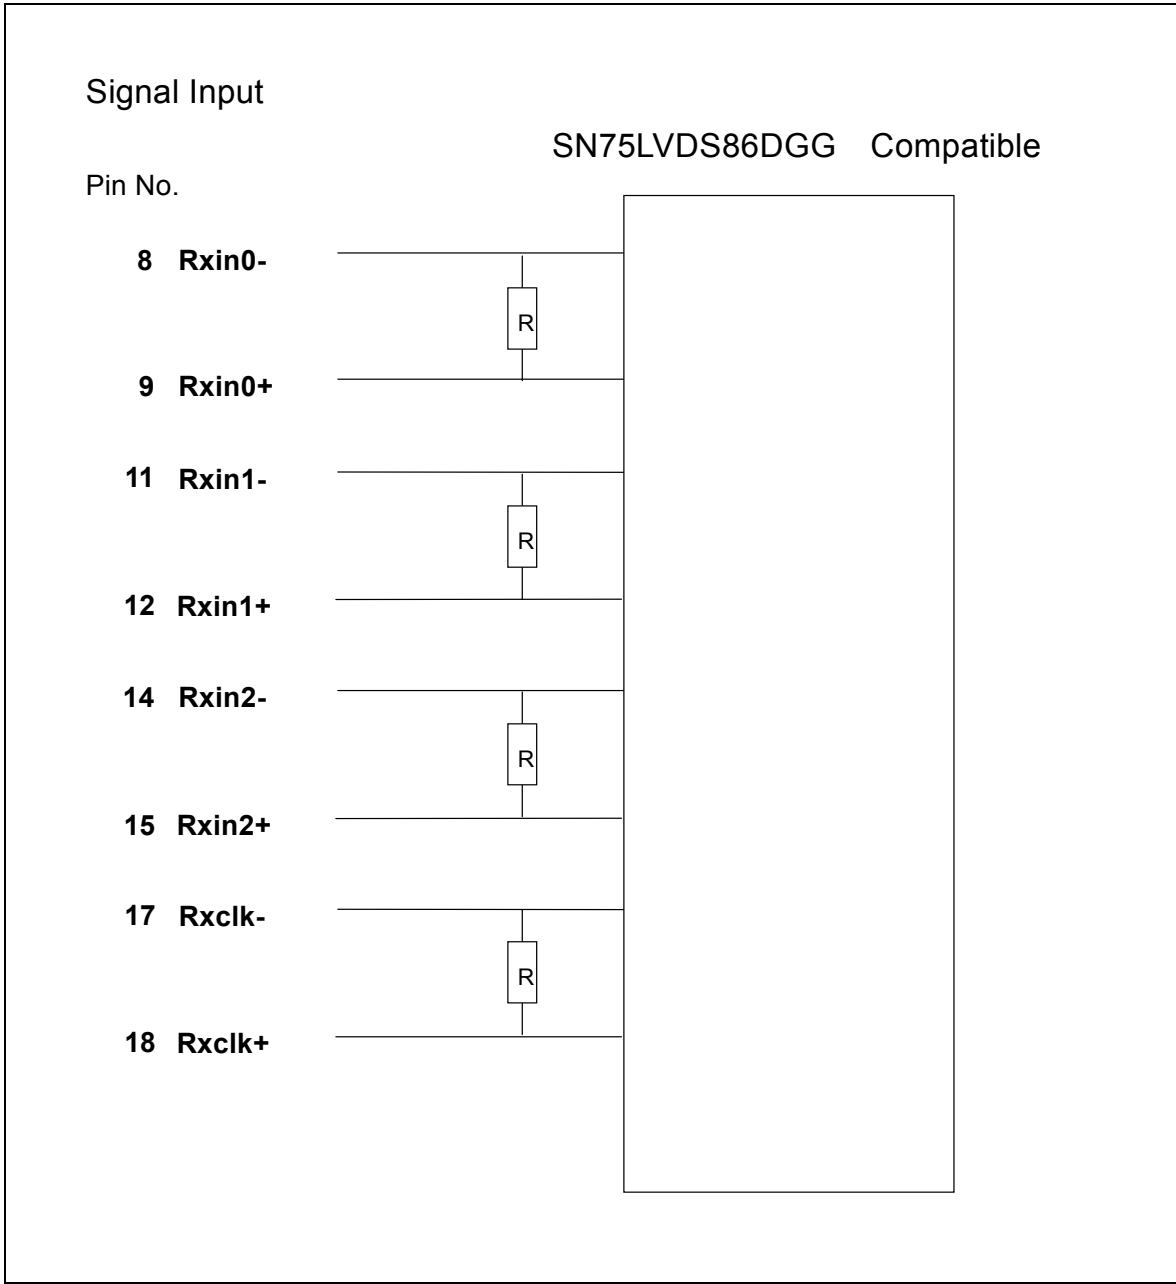 Signal Input
SN75LVDS86DGG Compatible
Pin No.
8 Rxin0-
R
9 Rxin0+
11 Rxin1-
R
12 Rxin1+
14 Rxin2-
R
15 Rxin2+
17 Rxclk-
R
18 Rxclk+